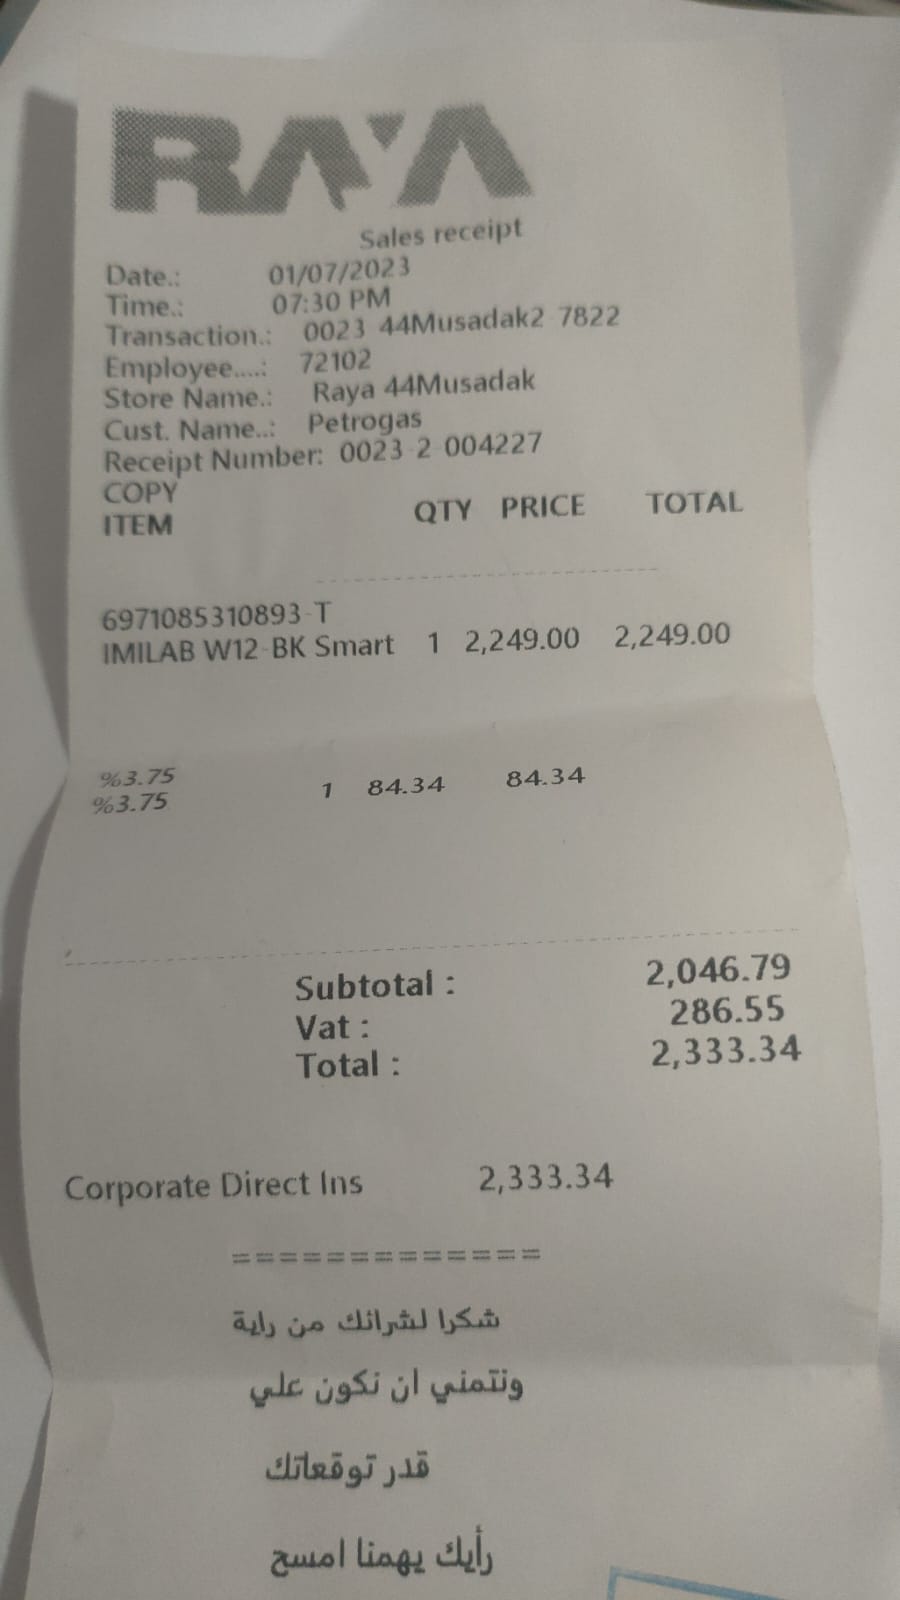 RAYA
Sales receipt
Date.: 01/07/2023
Time.: 07:30 PM
Transaction.: 0023 44Musadak2 7822
Employee....: 72102
Store Name.: Raya 44Musadak
Cust. Name..: Petrogas
Receipt Number: 0023-2-004227
COPY
ITEM QTY PRICE TOTAL
6971085310893-T
IMILAB W12-BK Smart 1 2,249.00 2,249.00
%3.75
%3.75 1 84.34 84.34
Subtotal : 2,046.79
Vat : 286.55
Total : 2,333.34
Corporate Direct Ins 2,333.34
=============
شكرا لشرائك من راية
ونتمني ان نكون علي
قدر توقعاتك
رأيك يهمنا امسح